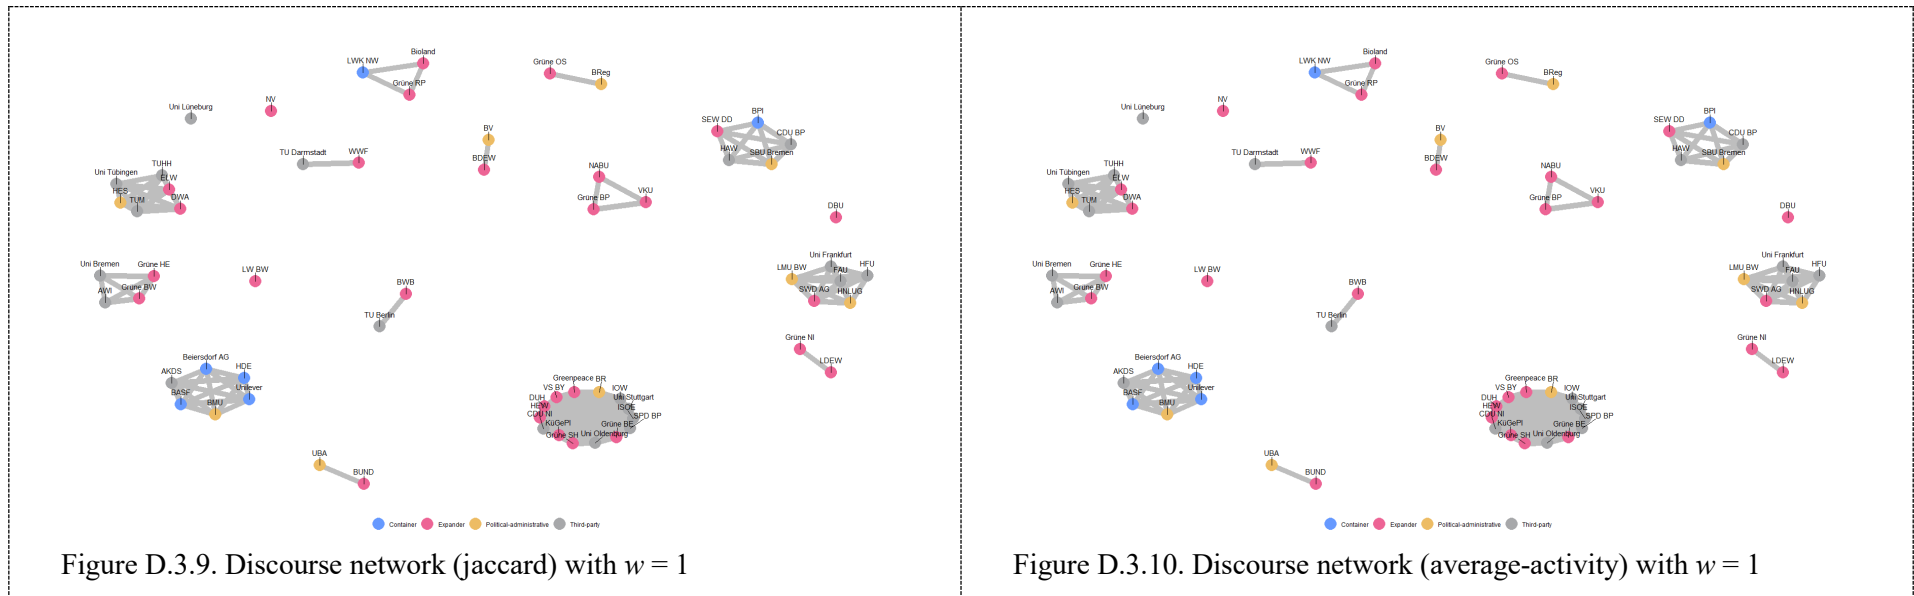 Bioland
LWK NW
Grüne RP
Grüne OS
BReg
NV
Uni Lüneburg
BPI
SEW DD
CDU BP
HAW
SBU Bremen
BV
BDEW
TU Darmstadt
WWF
TUHH
Uni Tübingen
ELW
HES
TUM
DWA
NABU
Grüne BP
VKU
DBU
Uni Bremen
Grüne HE
Grüne BW
AWI
LW BW
Uni Frankfurt
LMU BW
FAU
HFU
SWD AG
HNLUG
BWB
TU Berlin
Grüne NI
LDEW
Beiersdorf AG
AKDS
HDE
BASF
Unilever
BMU
Greenpeace
BR
VS BY
IOW
DUH
Uni Stuttgart
HEW
ISOE
CDU NI
SPD BP
KüGePl
Grüne BE
Grüne SH
Uni Oldenburg
UBA
BUND
Container Expander Political-administrative Third-party
Figure D.3.9. Discourse network (jaccard) with w = 1
Bioland
LWK NW
Grüne RP
Grüne OS
BReg
NV
Uni Lüneburg
BPI
SEW DD
CDU BP
HAW
SBU Bremen
BV
BDEW
TU Darmstadt
WWF
TUHH
Uni Tübingen
ELW
HES
TUM
DWA
NABU
Grüne BP
VKU
DBU
Uni Bremen
Grüne HE
Grüne BW
AWI
LW BW
Uni Frankfurt
LMU BW
FAU
HFU
SWD AG
HNLUG
BWB
TU Berlin
Grüne NI
LDEW
Beiersdorf AG
AKDS
HDE
BASF
Unilever
BMU
Greenpeace
BR
VS BY
IOW
DUH
Uni Stuttgart
HEW
ISOE
CDU NI
SPD BP
KüGePl
Grüne BE
Grüne SH
Uni Oldenburg
UBA
BUND
Container Expander Political-administrative Third-party
Figure D.3.10. Discourse network (average-activity) with w = 1